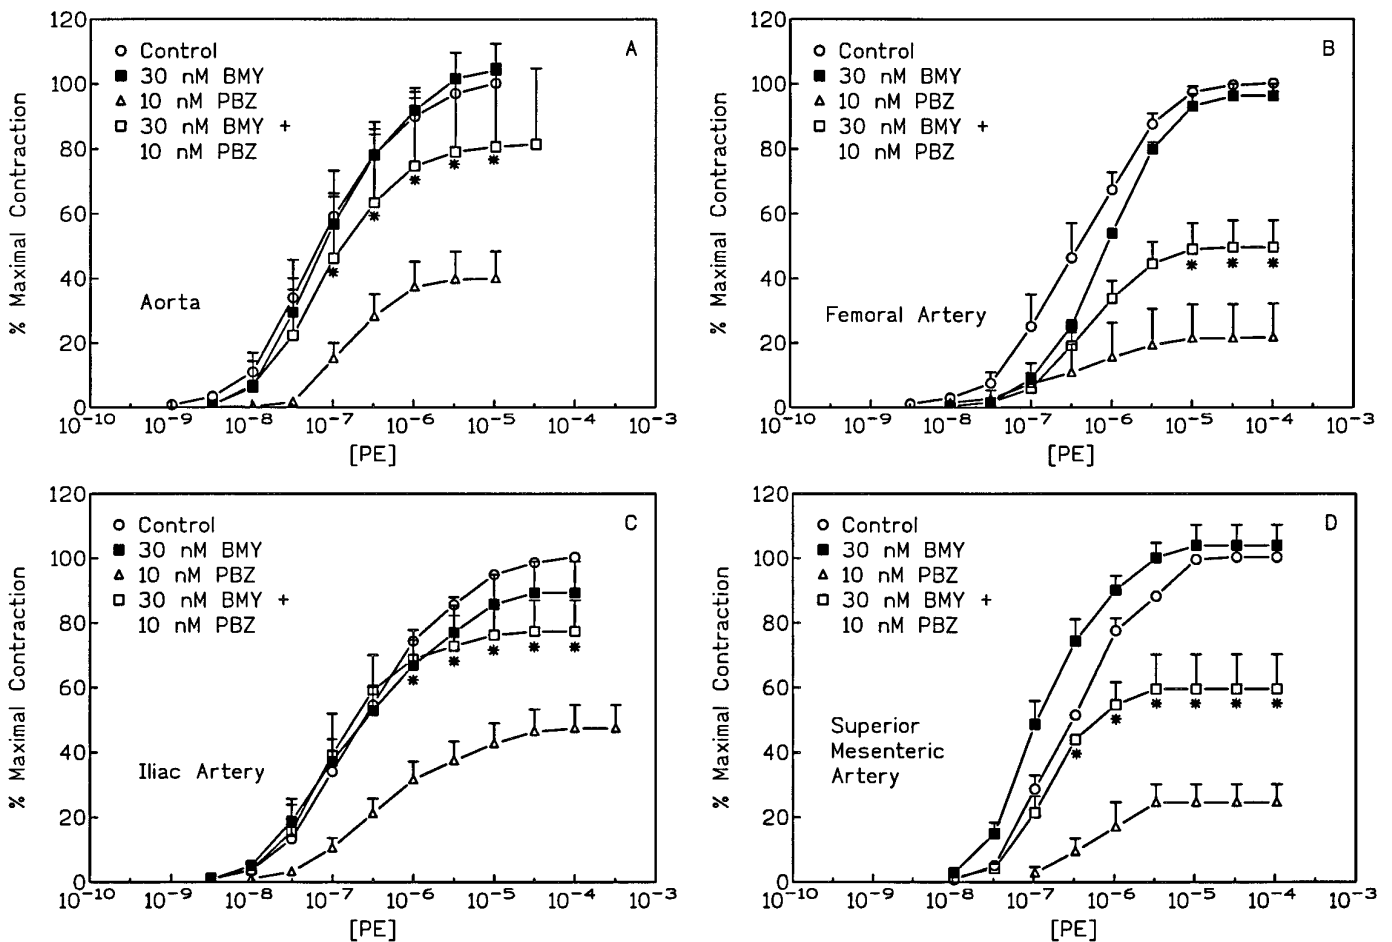 A
○ Control
■ 30 nM BMY
△ 10 nM PBZ
□ 30 nM BMY +
10 nM PBZ
Aorta
% Maximal Contraction
120
100
80
60
40
20
0
* * * * *
10⁻¹⁰ 10⁻⁹ 10⁻⁸ 10⁻⁷ 10⁻⁶ 10⁻⁵ 10⁻⁴ 10⁻³
[PE]
B
○ Control
■ 30 nM BMY
△ 10 nM PBZ
□ 30 nM BMY +
10 nM PBZ
Femoral Artery
% Maximal Contraction
120
100
80
60
40
20
0
* * *
10⁻¹⁰ 10⁻⁹ 10⁻⁸ 10⁻⁷ 10⁻⁶ 10⁻⁵ 10⁻⁴ 10⁻³
[PE]
C
○ Control
■ 30 nM BMY
△ 10 nM PBZ
□ 30 nM BMY +
10 nM PBZ
Iliac Artery
% Maximal Contraction
120
100
80
60
40
20
0
* * * * *
10⁻¹⁰ 10⁻⁹ 10⁻⁸ 10⁻⁷ 10⁻⁶ 10⁻⁵ 10⁻⁴ 10⁻³
[PE]
D
○ Control
■ 30 nM BMY
△ 10 nM PBZ
□ 30 nM BMY +
10 nM PBZ
Superior
Mesenteric
Artery
% Maximal Contraction
120
100
80
60
40
20
0
* * * * * *
10⁻¹⁰ 10⁻⁹ 10⁻⁸ 10⁻⁷ 10⁻⁶ 10⁻⁵ 10⁻⁴ 10⁻³
[PE]